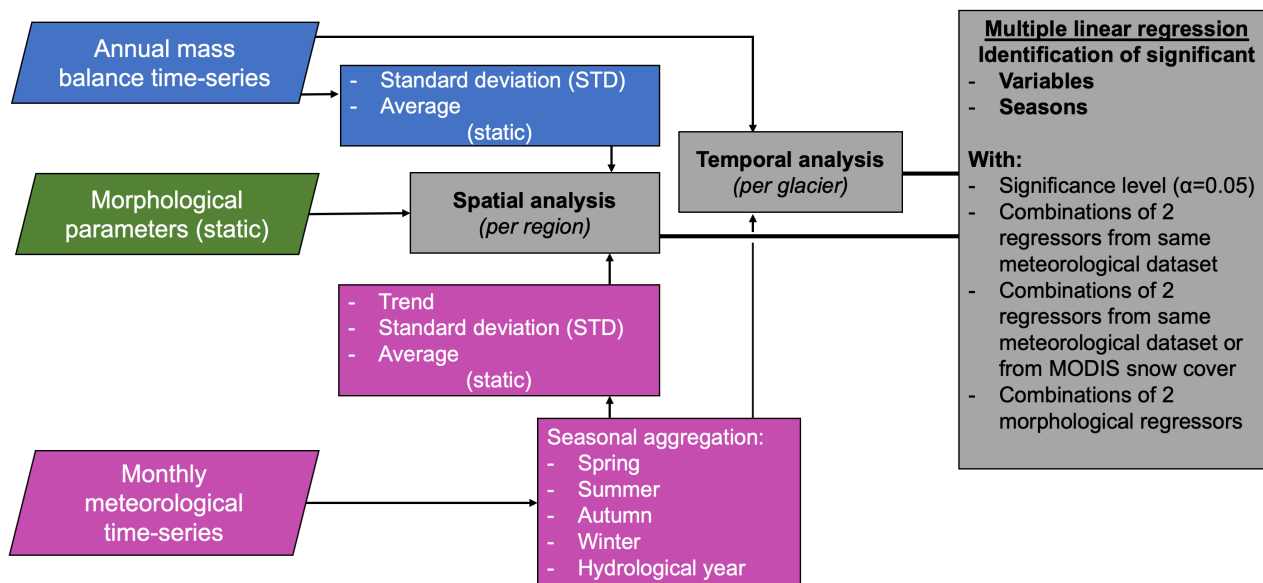 Annual mass
balance time-series
- Standard deviation (STD)
- Average
(static)
Morphological
parameters (static)
Spatial analysis
(per region)
Temporal analysis
(per glacier)
- Trend
- Standard deviation (STD)
- Average
(static)
Monthly
meteorological
time-series
Seasonal aggregation:
- Spring
- Summer
- Autumn
- Winter
- Hydrological year
Multiple linear regression
Identification of significant
- Variables
- Seasons
With:
- Significance level (α=0.05)
- Combinations of 2
regressors from same
meteorological dataset
- Combinations of 2
regressors from same
meteorological dataset or
from MODIS snow cover
- Combinations of 2
morphological regressors